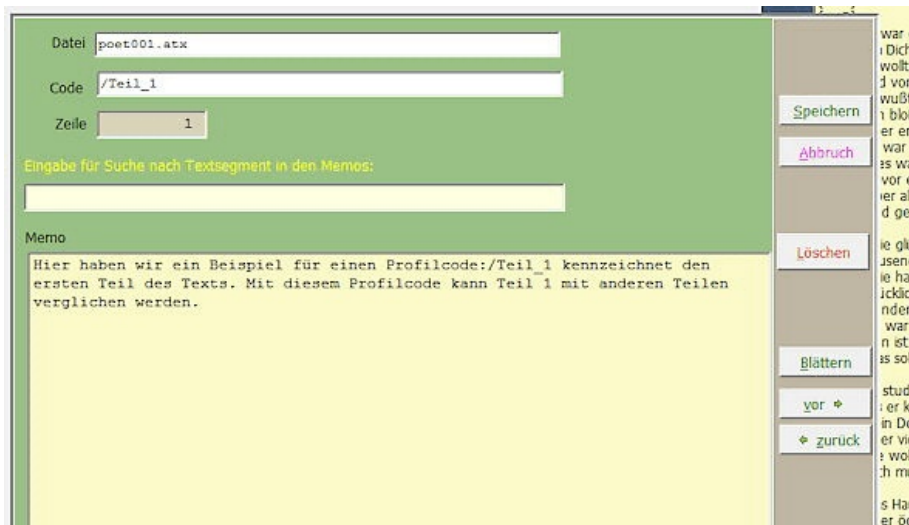 Datei poet001.atx
Code /Teil_1
Zeile 1
Eingabe für Suche nach Textsegment in den Memos:
Memo
Hier haben wir ein Beispiel für einen Profilcode:/Teil_1 kennzeichnet den
ersten Teil des Texts. Mit diesem Profilcode kann Teil 1 mit anderen Teilen
verglichen werden.
Speichern
Abbruch
Löschen
Blättern
vor
zurück
war